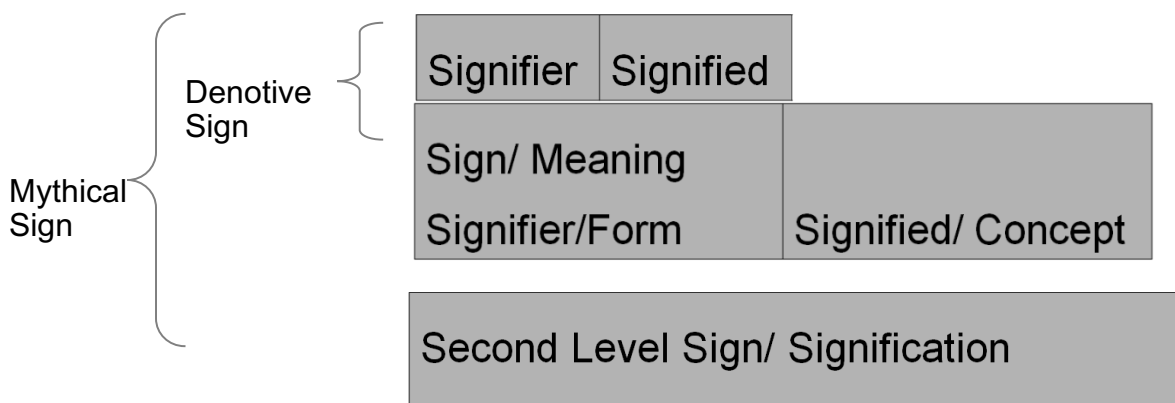 Signifier Signified
Denotive
Sign
Sign/ Meaning
Mythical
Sign
Signifier/Form Signified/ Concept
Second Level Sign/ Signification